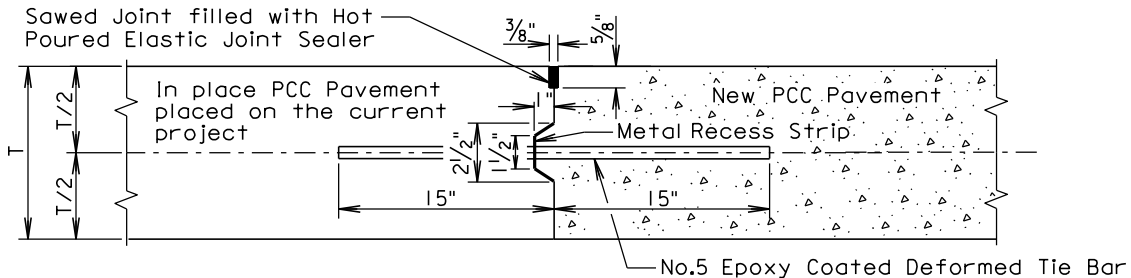 Sawed Joint filled with Hot
Poured Elastic Joint Sealer
3/8"
5/8"
In place PCC Pavement
placed on the current
project
1"
New PCC Pavement
Metal Recess Strip
T
T/2
T/2
2 1/2"
1 1/2"
15"
15"
No.5 Epoxy Coated Deformed Tie Bar